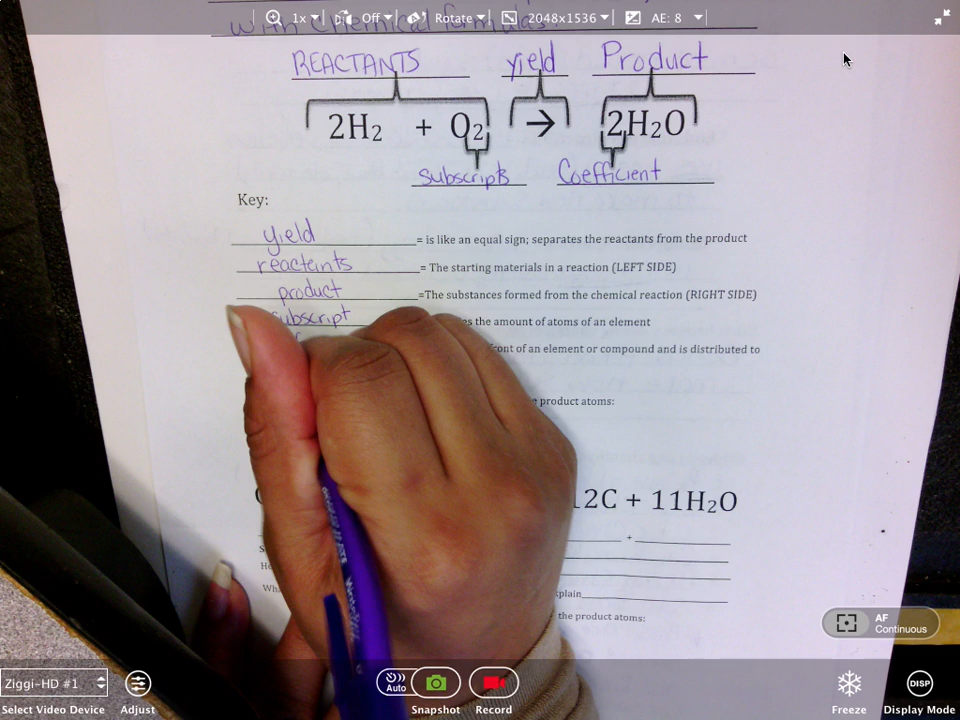 1x Off Rotate 2048x1536 AE: 8
with chemical formulas.
REACTANTS yield Product
2H₂ + O₂ → 2H₂O
subscripts Coefficient
Key:
yield = is like an equal sign; separates the reactants from the product
reactants = The starting materials in a reaction (LEFT SIDE)
product =The substances formed from the chemical reaction (RIGHT SIDE)
subscript es the amount of atoms of an element
front of an element or compound and is distributed to
product atoms:
12C + 11H₂O
+
plain
the product atoms:
AF
Continuous
Ziggi-HD #1 Auto DISP
Select Video Device Adjust Snapshot Record Freeze Display Mode